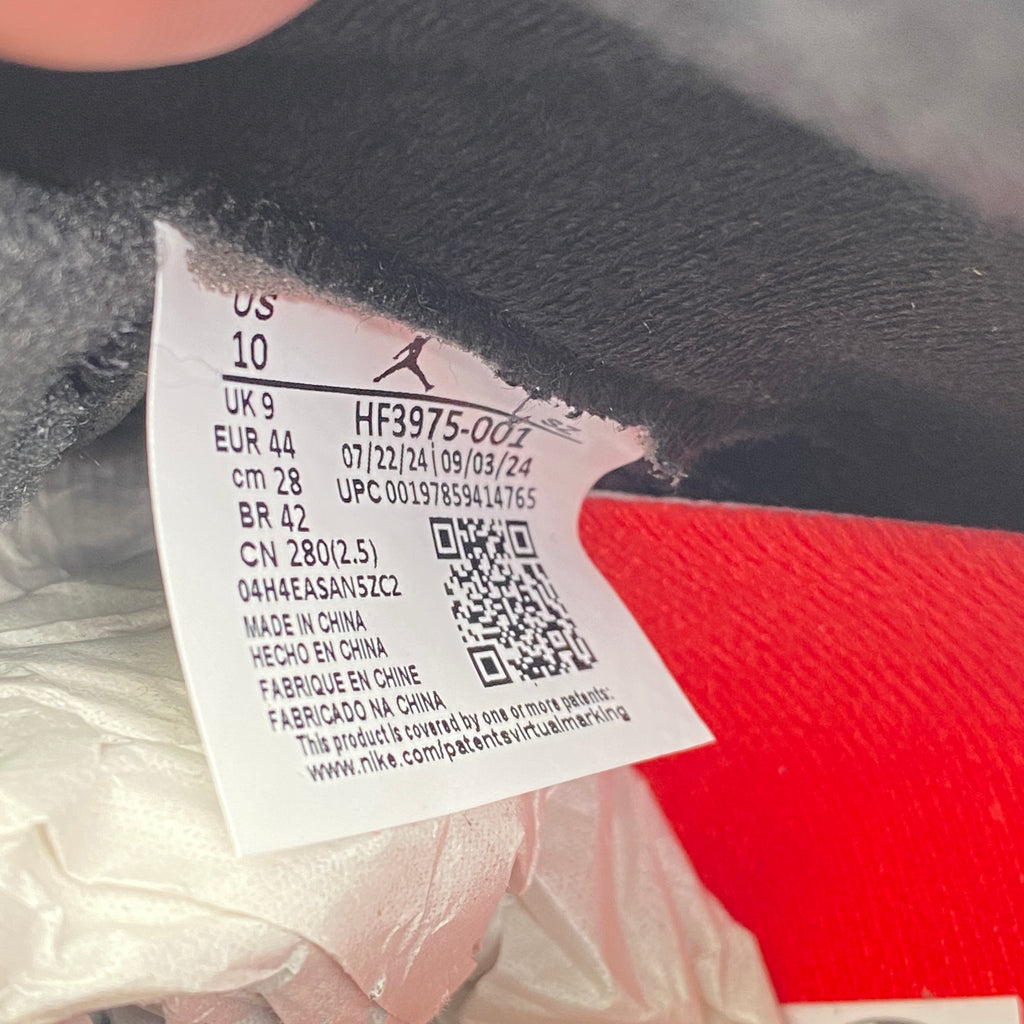 US
10
UK 9
EUR 44
cm 28
BR 42
CN 280(2.5)
04H4EASAN5ZC2
MADE IN CHINA
HECHO EN CHINA
FABRIQUE EN CHINE
FABRICADO NA CHINA
HF3975-001
07/22/24|09/03/24
UPC 00197859414765
This product is covered by one or more patents:
www.nike.com/patentsvirtualmarking